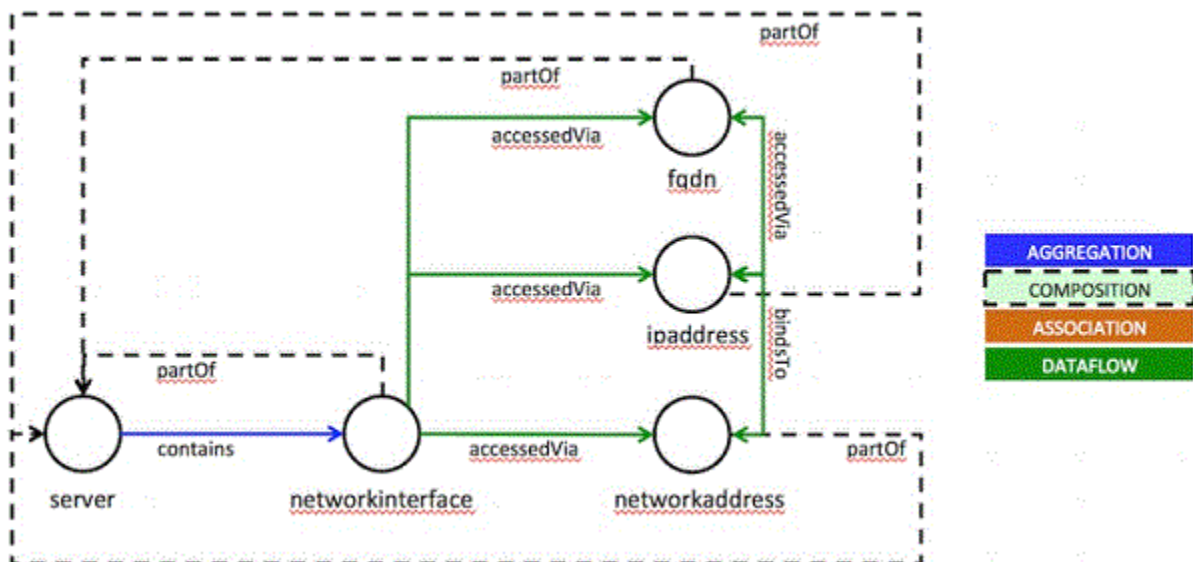 partOf
partOf
accessedVia
accessedVia
fqdn
accessedVia
ipaddress
bindsTo
partOf
contains
accessedVia
partOf
server
networkinterface
networkaddress
AGGREGATION
COMPOSITION
ASSOCIATION
DATAFLOW